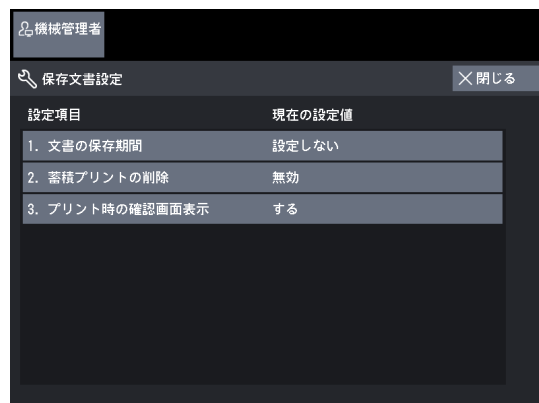 機械管理者
保存文書設定
閉じる
設定項目 現在の設定値
1. 文書の保存期間 設定しない
2. 蓄積プリントの削除 無効
3. プリント時の確認画面表示 する